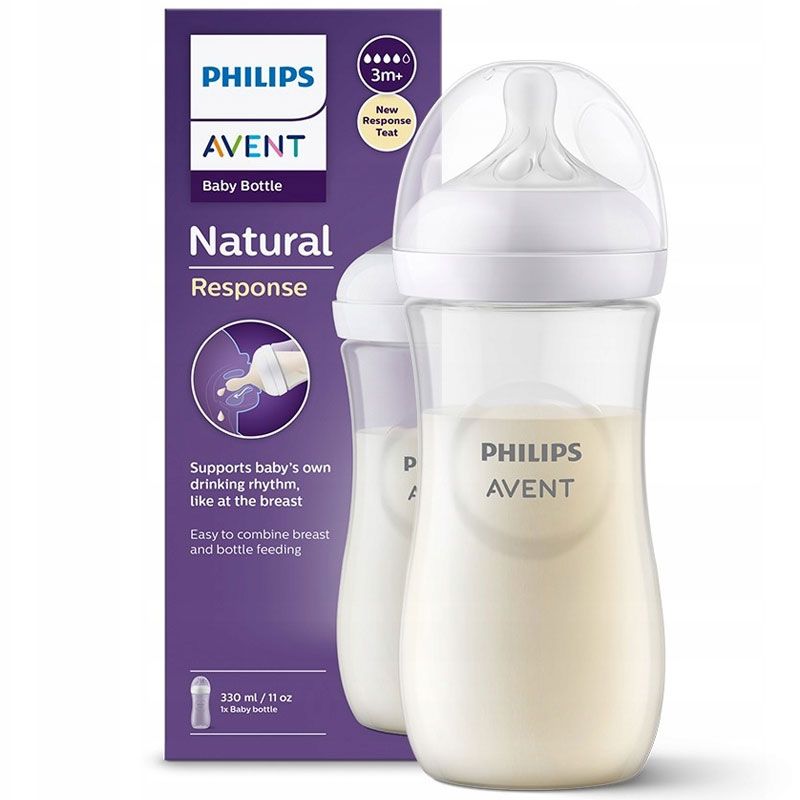 PHILIPS
AVENT
Baby Bottle
3m+
New
Response
Teat
Natural
Response
Supports baby's own
drinking rhythm,
like at the breast
Easy to combine breast
and bottle feeding
330 ml / 11 oz
1x Baby bottle
P
A
PHILIPS
AVENT